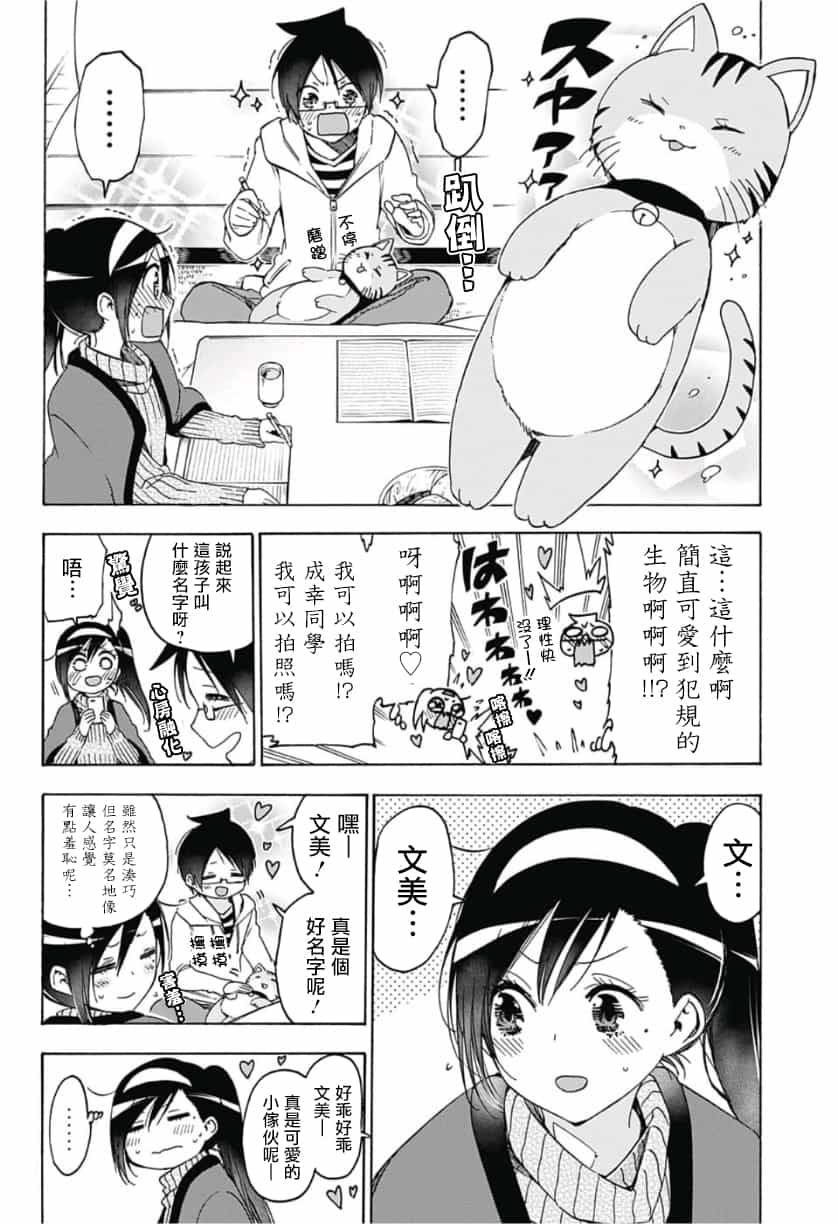 スヤァァァ
……
趴倒…
不停
磨蹭
……
這…這什麼啊
簡直可愛到犯規的
生物啊啊啊!!?
はわわわわ
理性快
沒了—!!
喀擦
喀擦
呀啊啊啊♡
我可以拍嗎!?
成幸同學
我可以拍照嗎!?
說起來
這孩子叫
什麼名字呀?
心房融化
驚覺
唔…
文…
文美…
嘿—
文美!
真是個
好名字呢!
撫摸
撫摸
雖然只是湊巧
但名字莫名地像
讓人感覺
有點羞恥呢…
害羞…
好乖好乖
文美—
真是可愛的
小傢伙呢—
……